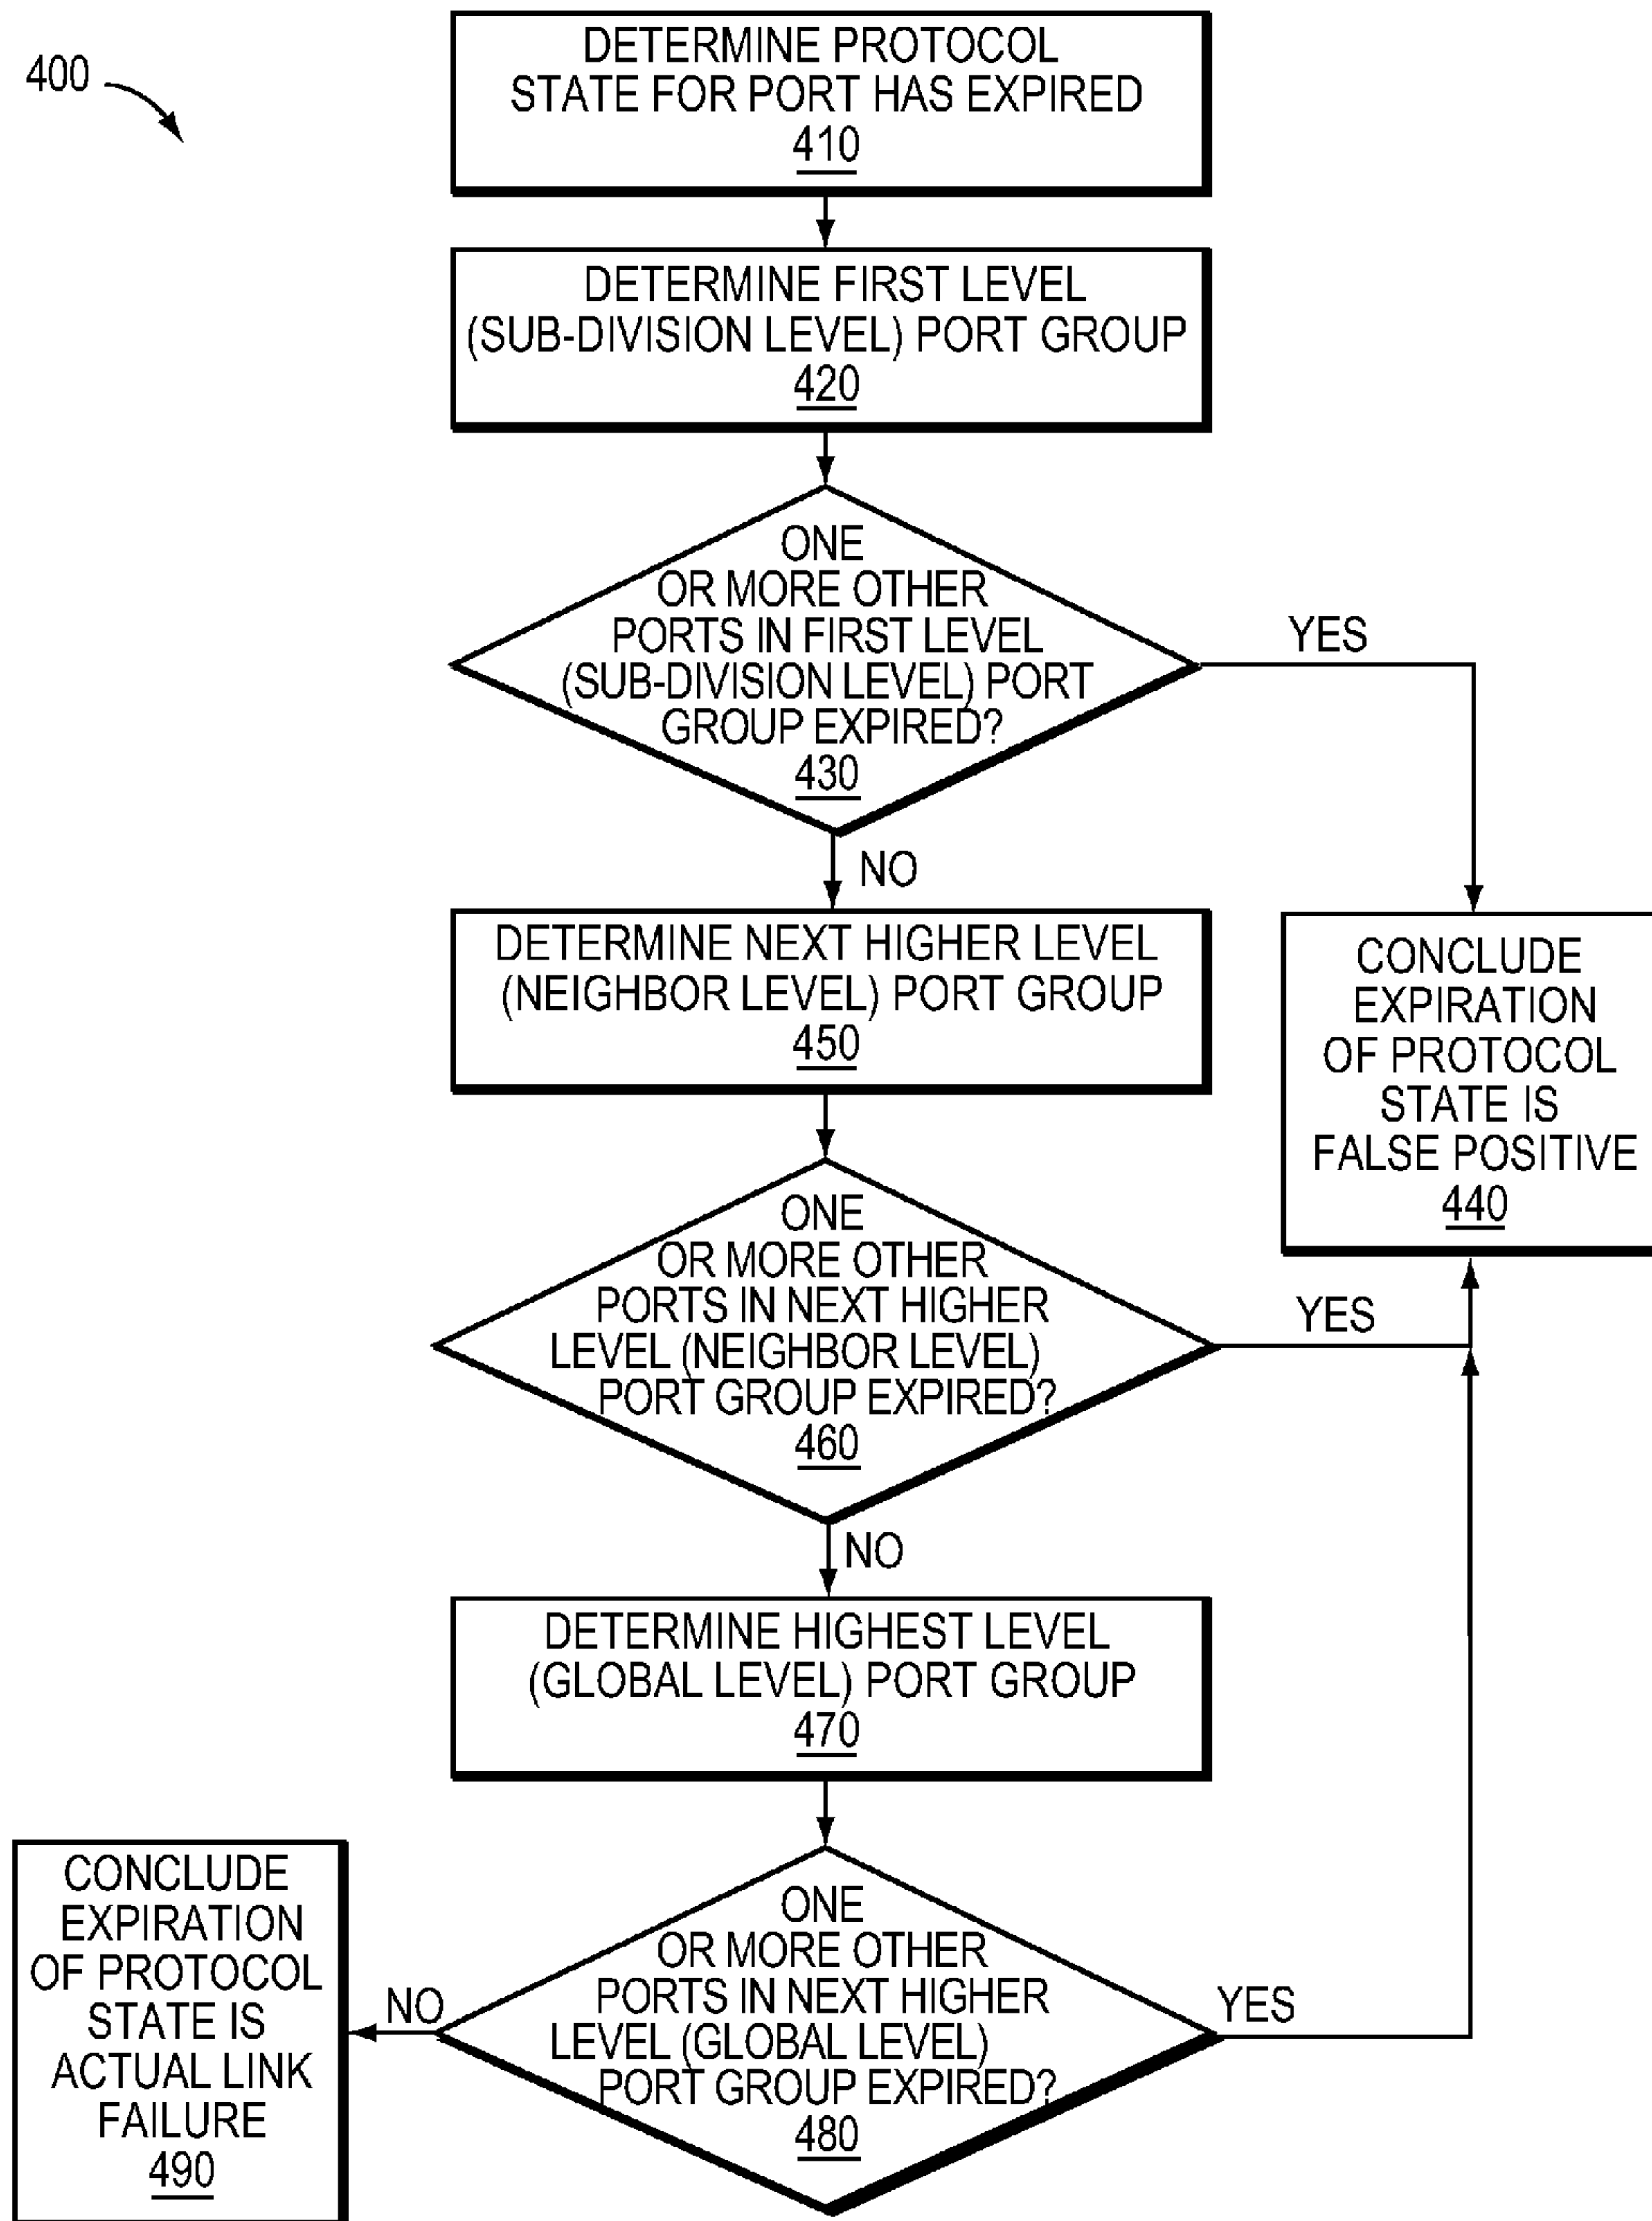 400
DETERMINE PROTOCOL
STATE FOR PORT HAS EXPIRED
410
DETERMINE FIRST LEVEL
(SUB-DIVISION LEVEL) PORT GROUP
420
ONE
OR MORE OTHER
PORTS IN FIRST LEVEL
(SUB-DIVISION LEVEL) PORT
GROUP EXPIRED?
430
YES
NO
DETERMINE NEXT HIGHER LEVEL
(NEIGHBOR LEVEL) PORT GROUP
450
CONCLUDE
EXPIRATION
OF PROTOCOL
STATE IS
FALSE POSITIVE
440
ONE
OR MORE OTHER
PORTS IN NEXT HIGHER
LEVEL (NEIGHBOR LEVEL)
PORT GROUP EXPIRED?
460
YES
NO
DETERMINE HIGHEST LEVEL
(GLOBAL LEVEL) PORT GROUP
470
ONE
OR MORE OTHER
PORTS IN NEXT HIGHER
LEVEL (GLOBAL LEVEL)
PORT GROUP EXPIRED?
480
YES
NO
CONCLUDE
EXPIRATION
OF PROTOCOL
STATE IS
ACTUAL LINK
FAILURE
490